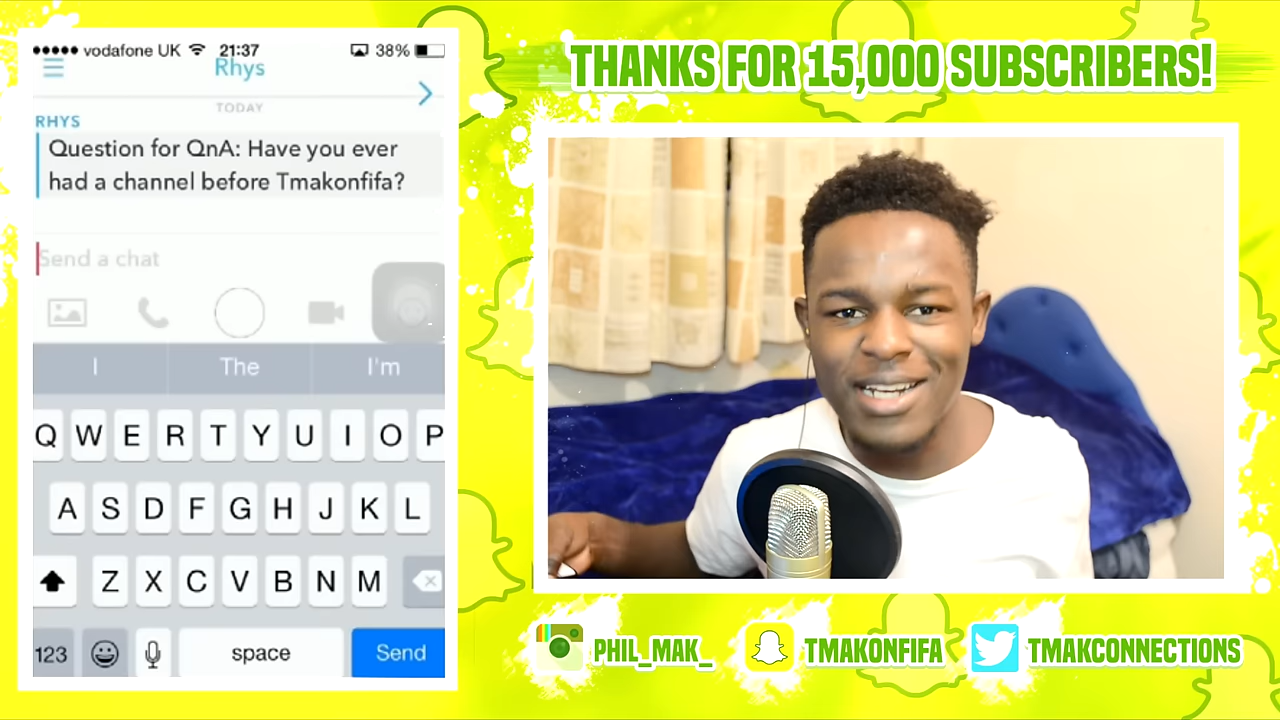 vodafone UK 21:37 38%
Rhys
TODAY
RHYS
Question for QnA: Have you ever
had a channel before Tmakonfifa?
Send a chat
I The I'm
Q W E R T Y U I O P
A S D F G H J K L
Z X C V B N M
123 space Send
THANKS FOR 15,000 SUBSCRIBERS!
PHIL_MAK_ TMAKONFIFA TMAKCONNECTIONS